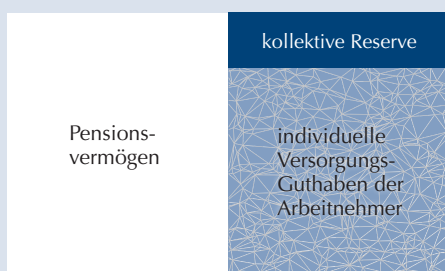 kollektive Reserve
Pensions-
vermögen
individuelle
Versorgungs-
Guthaben der
Arbeitnehmer